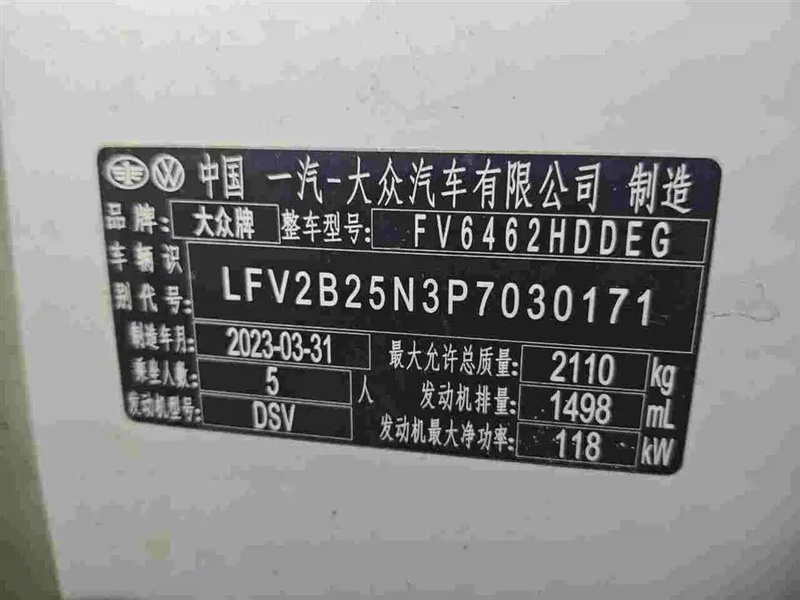 中国 一汽-大众汽车有限公司 制造
品牌: 大众牌 整车型号: FV6462HDDEG
车辆识别代号: LFV2B25N3P7030171
制造年月: 2023-03-31 最大允许总质量: 2110 kg
乘坐人数: 5 人 发动机排量: 1498 mL
发动机型号: DSV 发动机最大净功率: 118 kW